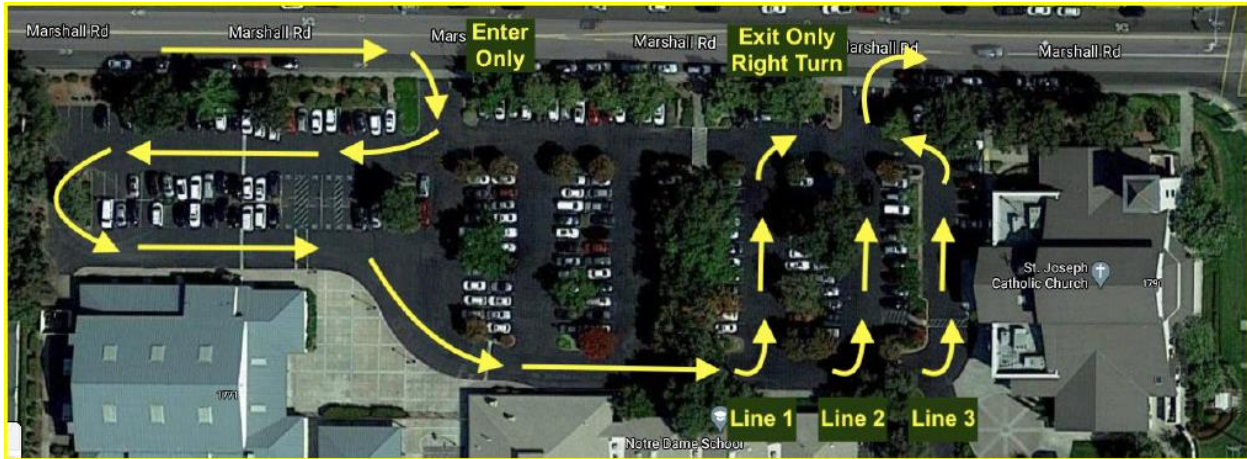 Marshall Rd
Marshall Rd
Enter
Only
Marshall Rd
Exit Only
Right Turn
Marshall Rd
Marshall Rd
St. Joseph
Catholic Church
1791
1771
Line 1
Line 2
Line 3
Notre Dame School